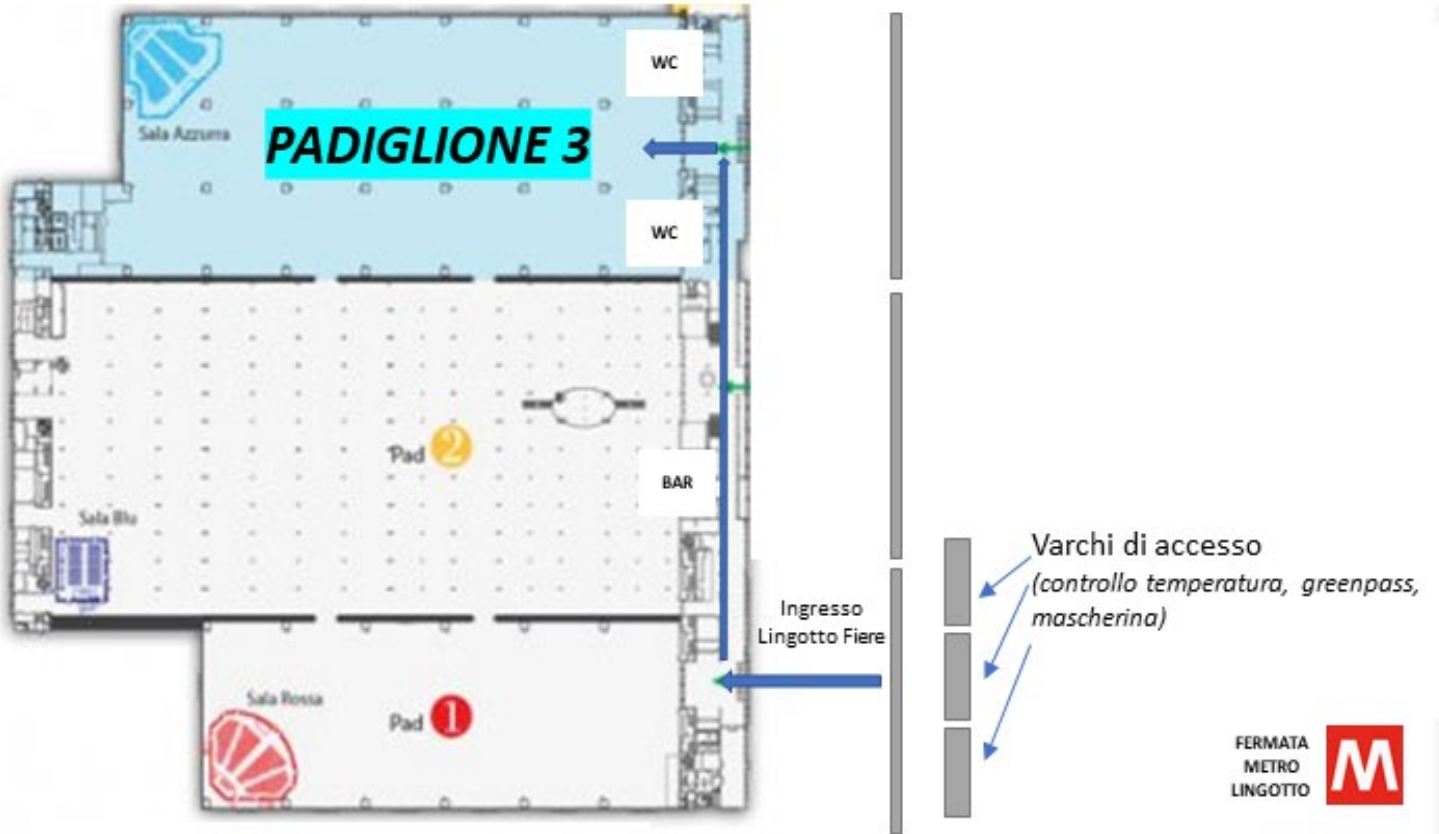 WC
Sala Azzurra
PADIGLIONE 3
WC
Pad 2
BAR
Sala Blu
Varchi di accesso
(controllo temperatura, greenpass,
mascherina)
Ingresso
Lingotto Fiere
Sala Rossa
Pad 1
FERMATA
METRO
LINGOTTO
M